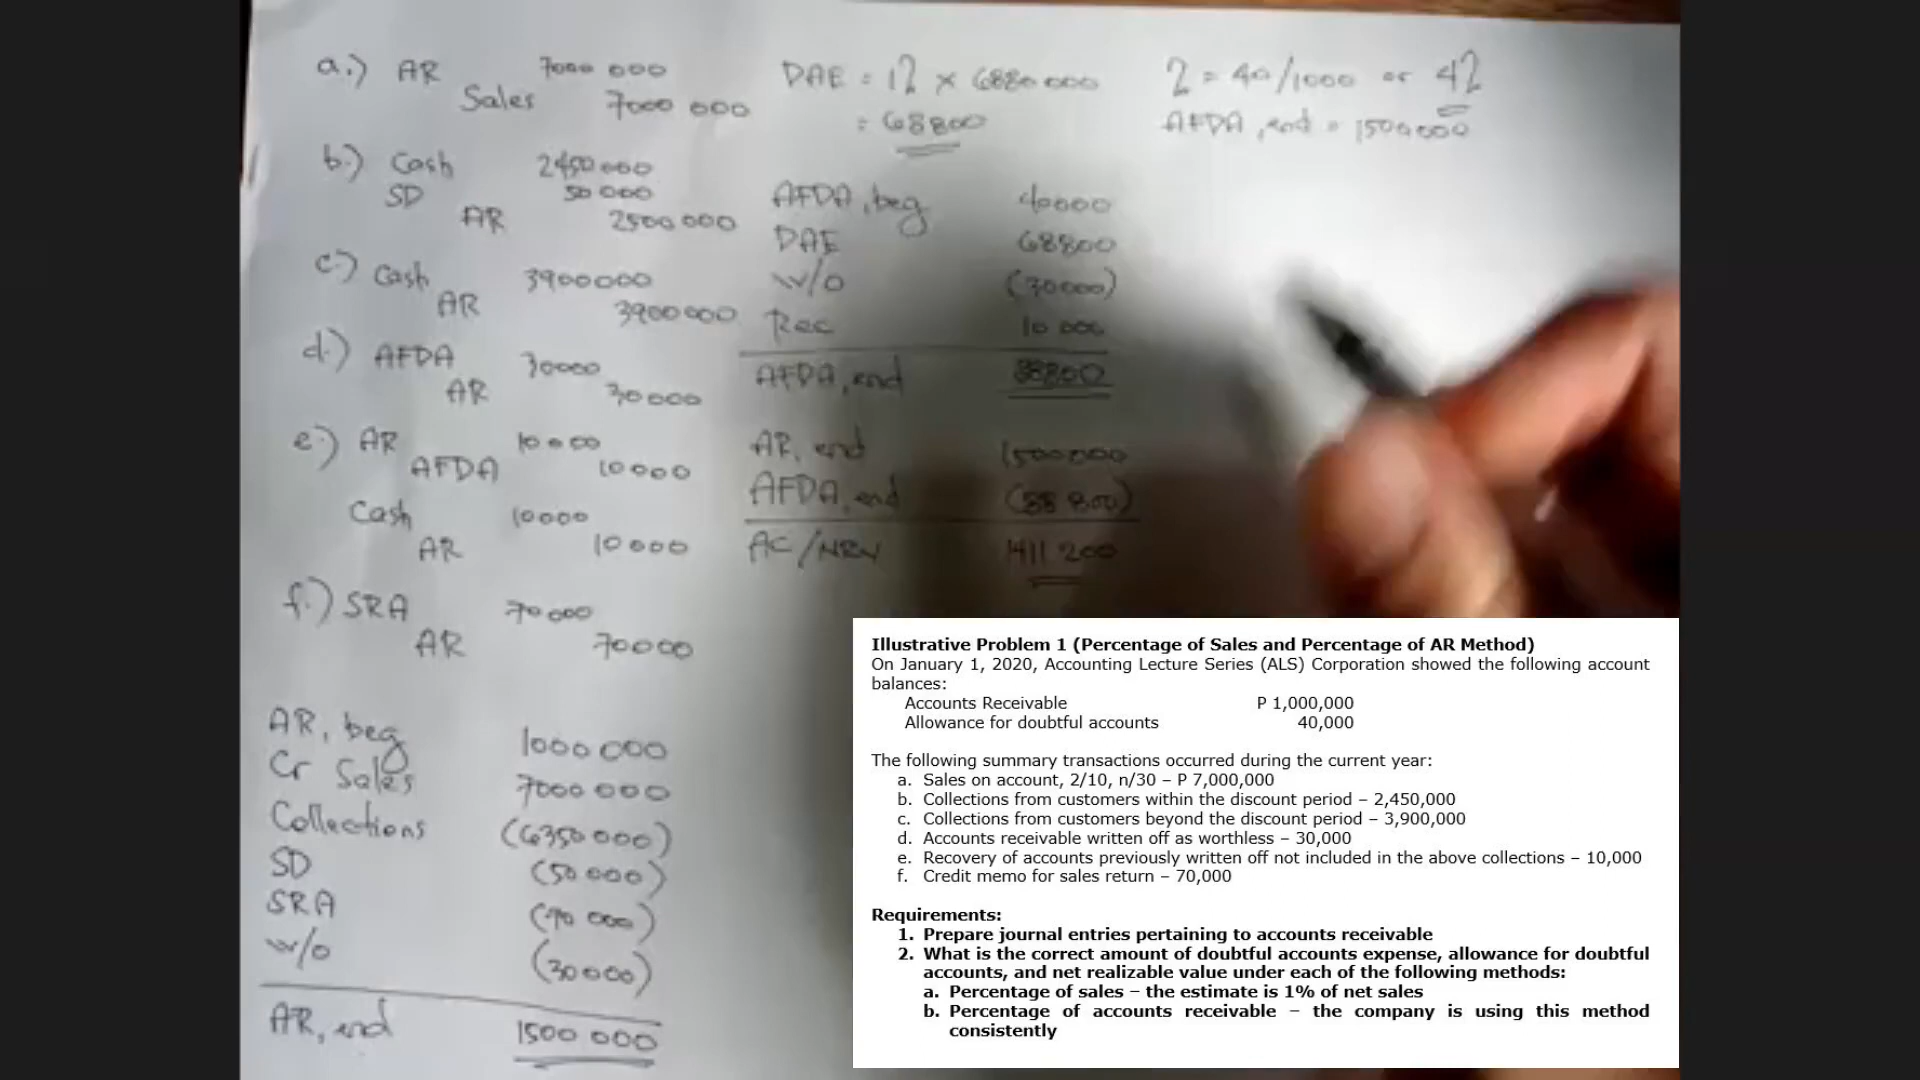 a.) AR 7000 000
Sales 7000 000
b.) Cash 2450 000
SD 50 000
AR 2500 000
c.) Cash 3900000
AR 3900000
d.) AFDA 30000
AR 30000
e.) AR 10000
AFDA 10000
Cash 10000
AR 10000
f.) SRA 70000
AR 70000
AR, beg 1000 000
Cr Sales 7000 000
Collections (6350 000)
SD (50 000)
SRA (70 000)
w/o (30000)
AR, end 1500 000
DAE = 1% x 6880000
= 68800
AFDA, beg 40000
DAE 68800
w/o (30000)
Rec 10 000
AFDA, end 88800
AR, end 1500000
AFDA, end (88 800)
AC/NRV 1411 200
% = 40/1000 or 4%
AFDA, end = 1500000
Illustrative Problem 1 (Percentage of Sales and Percentage of AR Method)
On January 1, 2020, Accounting Lecture Series (ALS) Corporation showed the following account
balances:
Accounts Receivable P 1,000,000
Allowance for doubtful accounts 40,000
The following summary transactions occurred during the current year:
a. Sales on account, 2/10, n/30 – P 7,000,000
b. Collections from customers within the discount period – 2,450,000
c. Collections from customers beyond the discount period – 3,900,000
d. Accounts receivable written off as worthless – 30,000
e. Recovery of accounts previously written off not included in the above collections – 10,000
f. Credit memo for sales return – 70,000
Requirements:
1. Prepare journal entries pertaining to accounts receivable
2. What is the correct amount of doubtful accounts expense, allowance for doubtful
accounts, and net realizable value under each of the following methods:
a. Percentage of sales – the estimate is 1% of net sales
b. Percentage of accounts receivable – the company is using this method
consistently